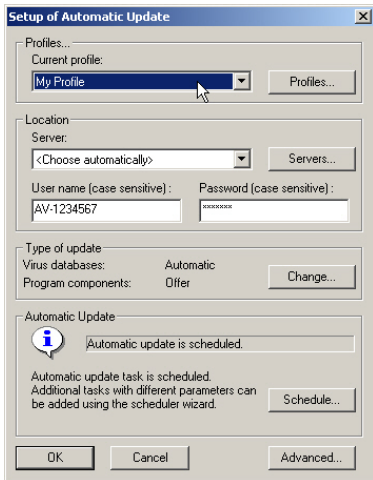 Setup of Automatic Update
Profiles...
Current profile:
My Profile
Profiles...
Location
Server:
<Choose automatically>
Servers...
User name (case sensitive) :
Password (case sensitive) :
AV-1234567
xxxxxxx
Type of update
Virus databases: Automatic
Program components: Offer
Change...
Automatic Update
Automatic update is scheduled.
Automatic update task is scheduled.
Additional tasks with different parameters can
be added using the scheduler wizard.
Schedule...
OK
Cancel
Advanced...